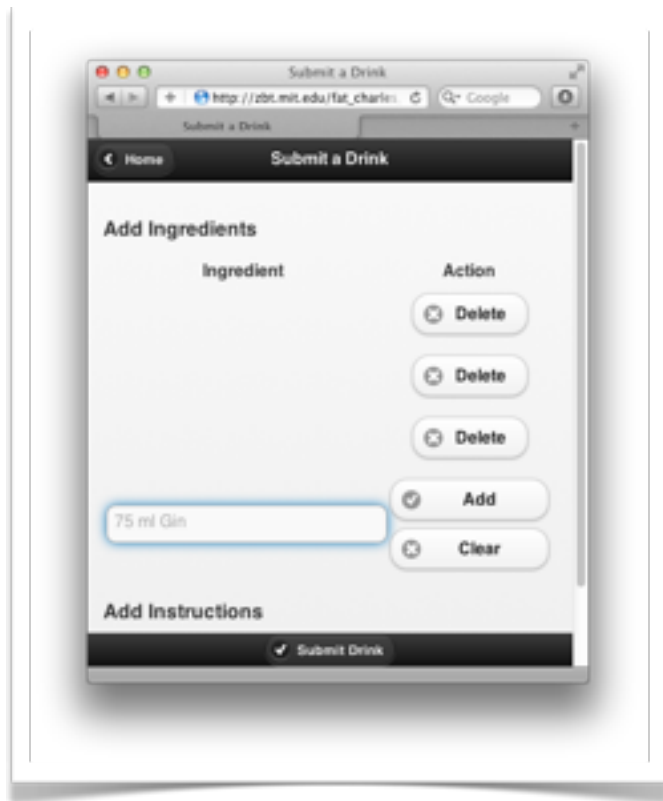 Submit a Drink
http://zbt.mit.edu/fat_charles Google
Submit a Drink
Home Submit a Drink
Add Ingredients
Ingredient Action
Delete
Delete
Delete
Add
75 ml Gin
Clear
Add Instructions
Submit Drink